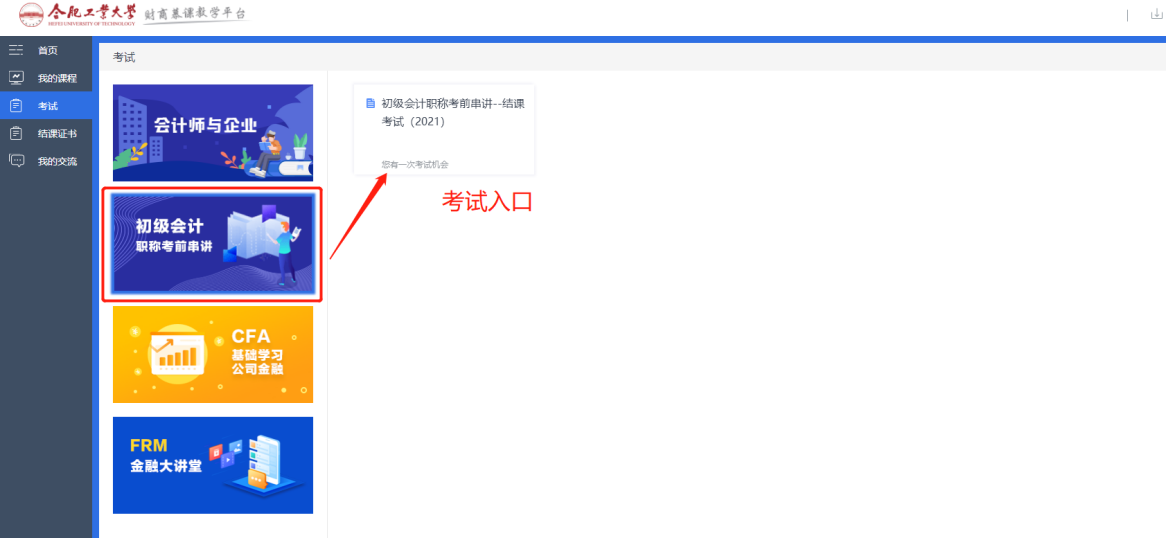 合肥工业大学
HEFEI UNIVERSITY OF TECHNOLOGY
财商慕课教学平台
首页
我的课程
考试
结课证书
我的交流
考试
会计师与企业
初级会计
职称考前串讲
CFA
基础学习
公司金融
FRM
金融大讲堂
初级会计职称考前串讲--结课
考试（2021）
您有一次考试机会
考试入口